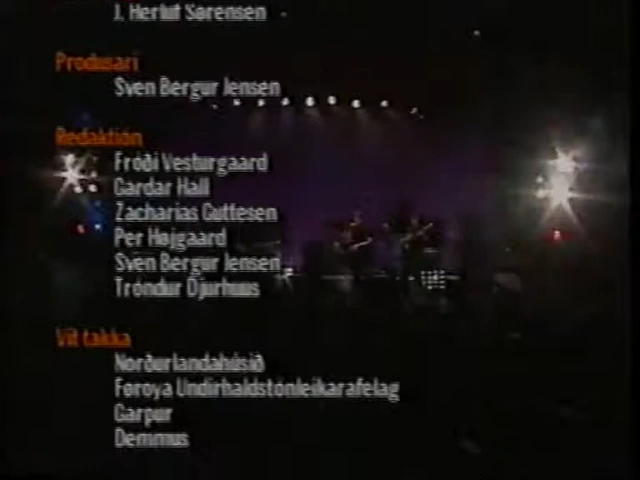 J. Herluf Sørensen
Produsari
Sven Bergur Jensen
Redaktión
Fróði Vesturgaard
Gardar Hall
Zacharias Guttesen
Per Højgaard
Sven Bergur Jensen
Tróndur Djurhuus
Vit takka
Norðurlandahúsið
Føroya Undirhaldstónleikarafelag
Garpur
Demmus